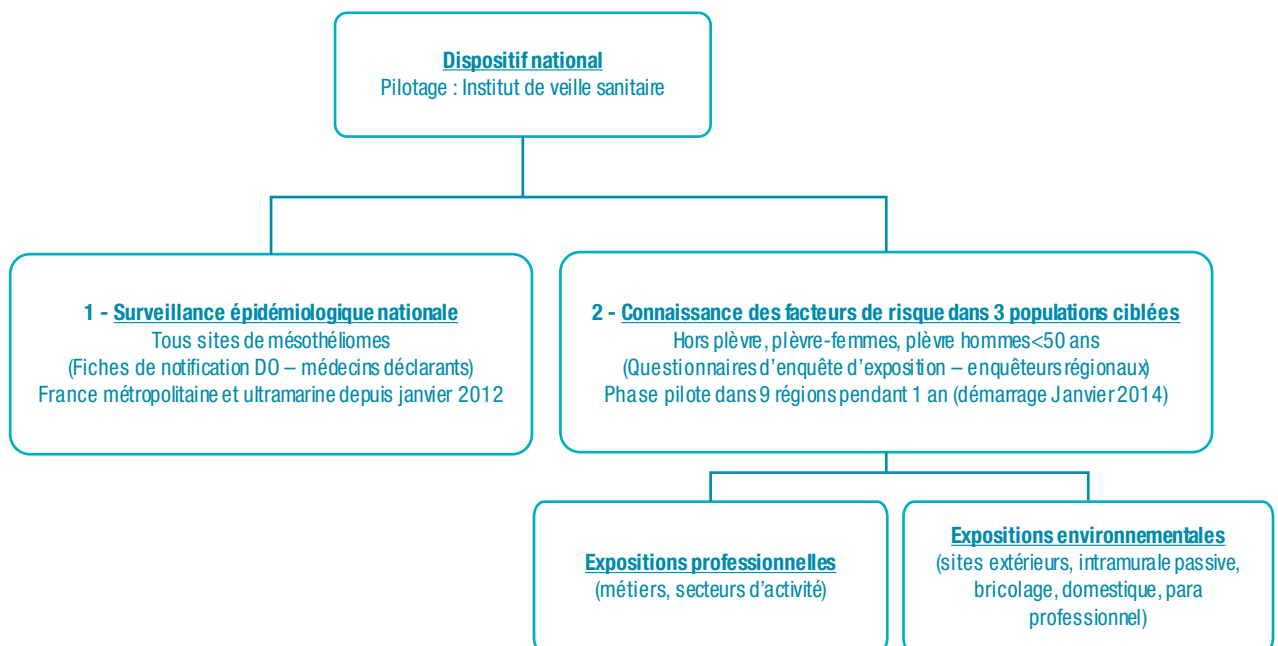 Dispositif national
Pilotage : Institut de veille sanitaire
1 - Surveillance épidémiologique nationale
Tous sites de mésothéliomes
(Fiches de notification DO – médecins déclarants)
France métropolitaine et ultramarine depuis janvier 2012
2 - Connaissance des facteurs de risque dans 3 populations ciblées
Hors plèvre, plèvre-femmes, plèvre hommes<50 ans
(Questionnaires d'enquête d'exposition – enquêteurs régionaux)
Phase pilote dans 9 régions pendant 1 an (démarrage Janvier 2014)
Expositions professionnelles
(métiers, secteurs d'activité)
Expositions environnementales
(sites extérieurs, intramurale passive,
bricolage, domestique, para
professionnel)